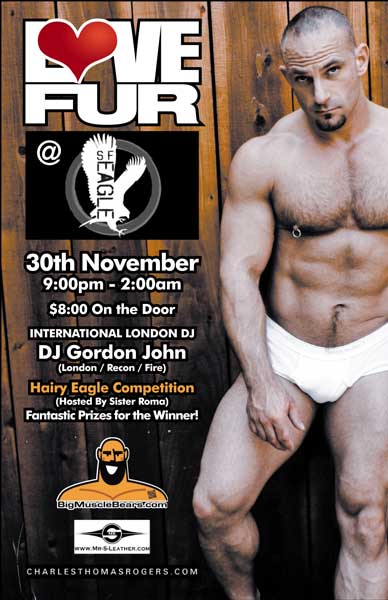 LOVE
FUR
@
SF
EAGLE
30th November
9:00pm - 2:00am
$8:00 On the Door
INTERNATIONAL LONDON DJ
DJ Gordon John
(London / Recon / Fire)
Hairy Eagle Competition
(Hosted By Sister Roma)
Fantastic Prizes for the Winner!
BigMuscleBears.com
www.Mr-S-Leather.com
CHARLESTHOMASROGERS.COM